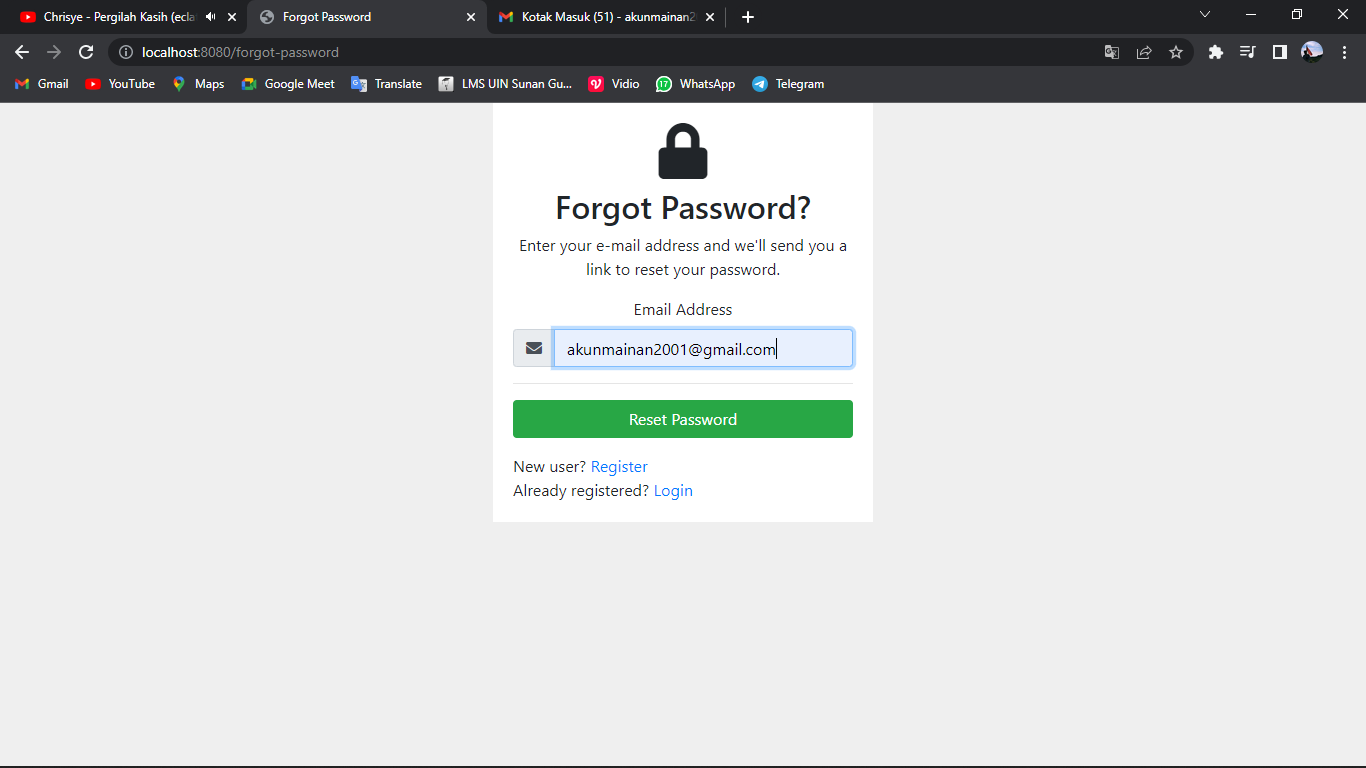 Chrisye - Pergilah Kasih (ecla
Forgot Password
Kotak Masuk (51) - akunmainan2
localhost:8080/forgot-password
Gmail
YouTube
Maps
Google Meet
Translate
LMS UIN Sunan Gu...
Vidio
17
WhatsApp
Telegram
Forgot Password?
Enter your e-mail address and we'll send you a
link to reset your password.
Email Address
akunmainan2001@gmail.com
Reset Password
New user? Register
Already registered? Login